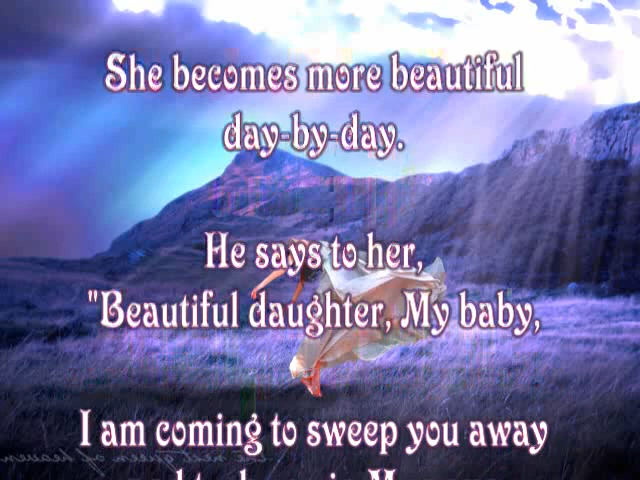 She becomes more beautiful
day-by-day.
He says to her,
"Beautiful daughter, My baby,
I am coming to sweep you away